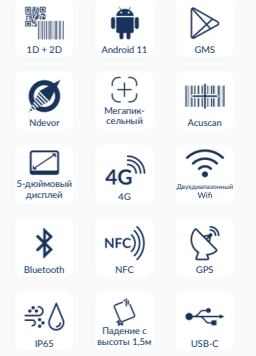 1D + 2D
Android 11
GMS
Ndevor
Мегапик-
сельный
Acuscan
5-дюймовый
дисплей
4G
4G
Двухдиапазонный
Wifi
Bluetooth
NFC
NFC
GPS
IP65
Падение с
высоты 1,5м
USB-C